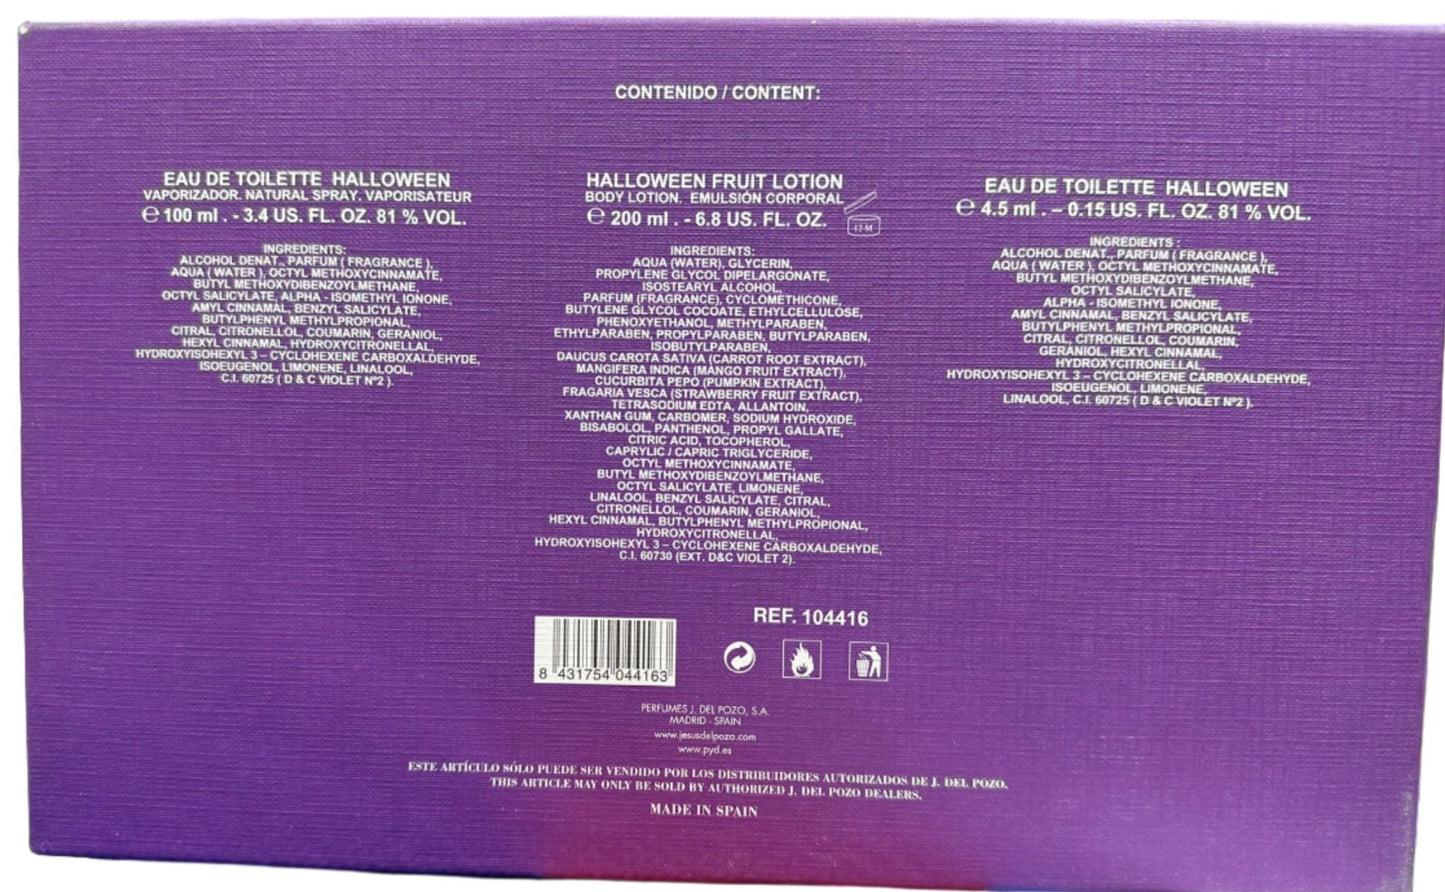 CONTENIDO / CONTENT:
EAU DE TOILETTE HALLOWEEN
VAPORIZADOR. NATURAL SPRAY. VAPORISATEUR
℮ 100 ml . - 3.4 US. FL. OZ. 81 % VOL.
INGREDIENTS:
ALCOHOL DENAT., PARFUM ( FRAGRANCE ),
AQUA ( WATER ), OCTYL METHOXYCINNAMATE,
BUTYL METHOXYDIBENZOYLMETHANE,
OCTYL SALICYLATE, ALPHA - ISOMETHYL IONONE,
AMYL CINNAMAL, BENZYL SALICYLATE,
BUTYLPHENYL METHYLPROPIONAL,
CITRAL, CITRONELLOL, COUMARIN, GERANIOL,
HEXYL CINNAMAL, HYDROXYCITRONELLAL,
HYDROXYISOHEXYL 3 – CYCLOHEXENE CARBOXALDEHYDE,
ISOEUGENOL, LIMONENE, LINALOOL,
C.I. 60725 ( D & C VIOLET Nº2 ).
HALLOWEEN FRUIT LOTION
BODY LOTION. EMULSIÓN CORPORAL
℮ 200 ml . - 6.8 US. FL. OZ.
12 M
INGREDIENTS:
AQUA (WATER), GLYCERIN,
PROPYLENE GLYCOL DIPELARGONATE,
ISOSTEARYL ALCOHOL,
PARFUM (FRAGRANCE), CYCLOMETHICONE,
BUTYLENE GLYCOL COCOATE, ETHYLCELLULOSE,
PHENOXYETHANOL, METHYLPARABEN,
ETHYLPARABEN, PROPYLPARABEN, BUTYLPARABEN,
ISOBUTYLPARABEN,
DAUCUS CAROTA SATIVA (CARROT ROOT EXTRACT),
MANGIFERA INDICA (MANGO FRUIT EXTRACT),
CUCURBITA PEPO (PUMPKIN EXTRACT),
FRAGARIA VESCA (STRAWBERRY FRUIT EXTRACT),
TETRASODIUM EDTA, ALLANTOIN,
XANTHAN GUM, CARBOMER, SODIUM HYDROXIDE,
BISABOLOL, PANTHENOL, PROPYL GALLATE,
CITRIC ACID, TOCOPHEROL,
CAPRYLIC / CAPRIC TRIGLYCERIDE,
OCTYL METHOXYCINNAMATE,
BUTYL METHOXYDIBENZOYLMETHANE,
OCTYL SALICYLATE, LIMONENE,
LINALOOL, BENZYL SALICYLATE, CITRAL,
CITRONELLOL, COUMARIN, GERANIOL,
HEXYL CINNAMAL, BUTYLPHENYL METHYLPROPIONAL,
HYDROXYCITRONELLAL,
HYDROXYISOHEXYL 3 – CYCLOHEXENE CARBOXALDEHYDE,
C.I. 60730 (EXT. D&C VIOLET 2).
EAU DE TOILETTE HALLOWEEN
℮ 4.5 ml . – 0.15 US. FL. OZ. 81 % VOL.
INGREDIENTS :
ALCOHOL DENAT., PARFUM ( FRAGRANCE ),
AQUA ( WATER ), OCTYL METHOXYCINNAMATE,
BUTYL METHOXYDIBENZOYLMETHANE,
OCTYL SALICYLATE,
ALPHA - ISOMETHYL IONONE,
AMYL CINNAMAL, BENZYL SALICYLATE,
BUTYLPHENYL METHYLPROPIONAL,
CITRAL, CITRONELLOL, COUMARIN,
GERANIOL, HEXYL CINNAMAL,
HYDROXYCITRONELLAL,
HYDROXYISOHEXYL 3 – CYCLOHEXENE CARBOXALDEHYDE,
ISOEUGENOL, LIMONENE,
LINALOOL, C.I. 60725 ( D & C VIOLET Nº2 ).
REF. 104416
8 431754 044163
PERFUMES J. DEL POZO, S.A.
MADRID - SPAIN
www.jesusdelpozo.com
www.pyd.es
ESTE ARTÍCULO SÓLO PUEDE SER VENDIDO POR LOS DISTRIBUIDORES AUTORIZADOS DE J. DEL POZO.
THIS ARTICLE MAY ONLY BE SOLD BY AUTHORIZED J. DEL POZO DEALERS.
MADE IN SPAIN